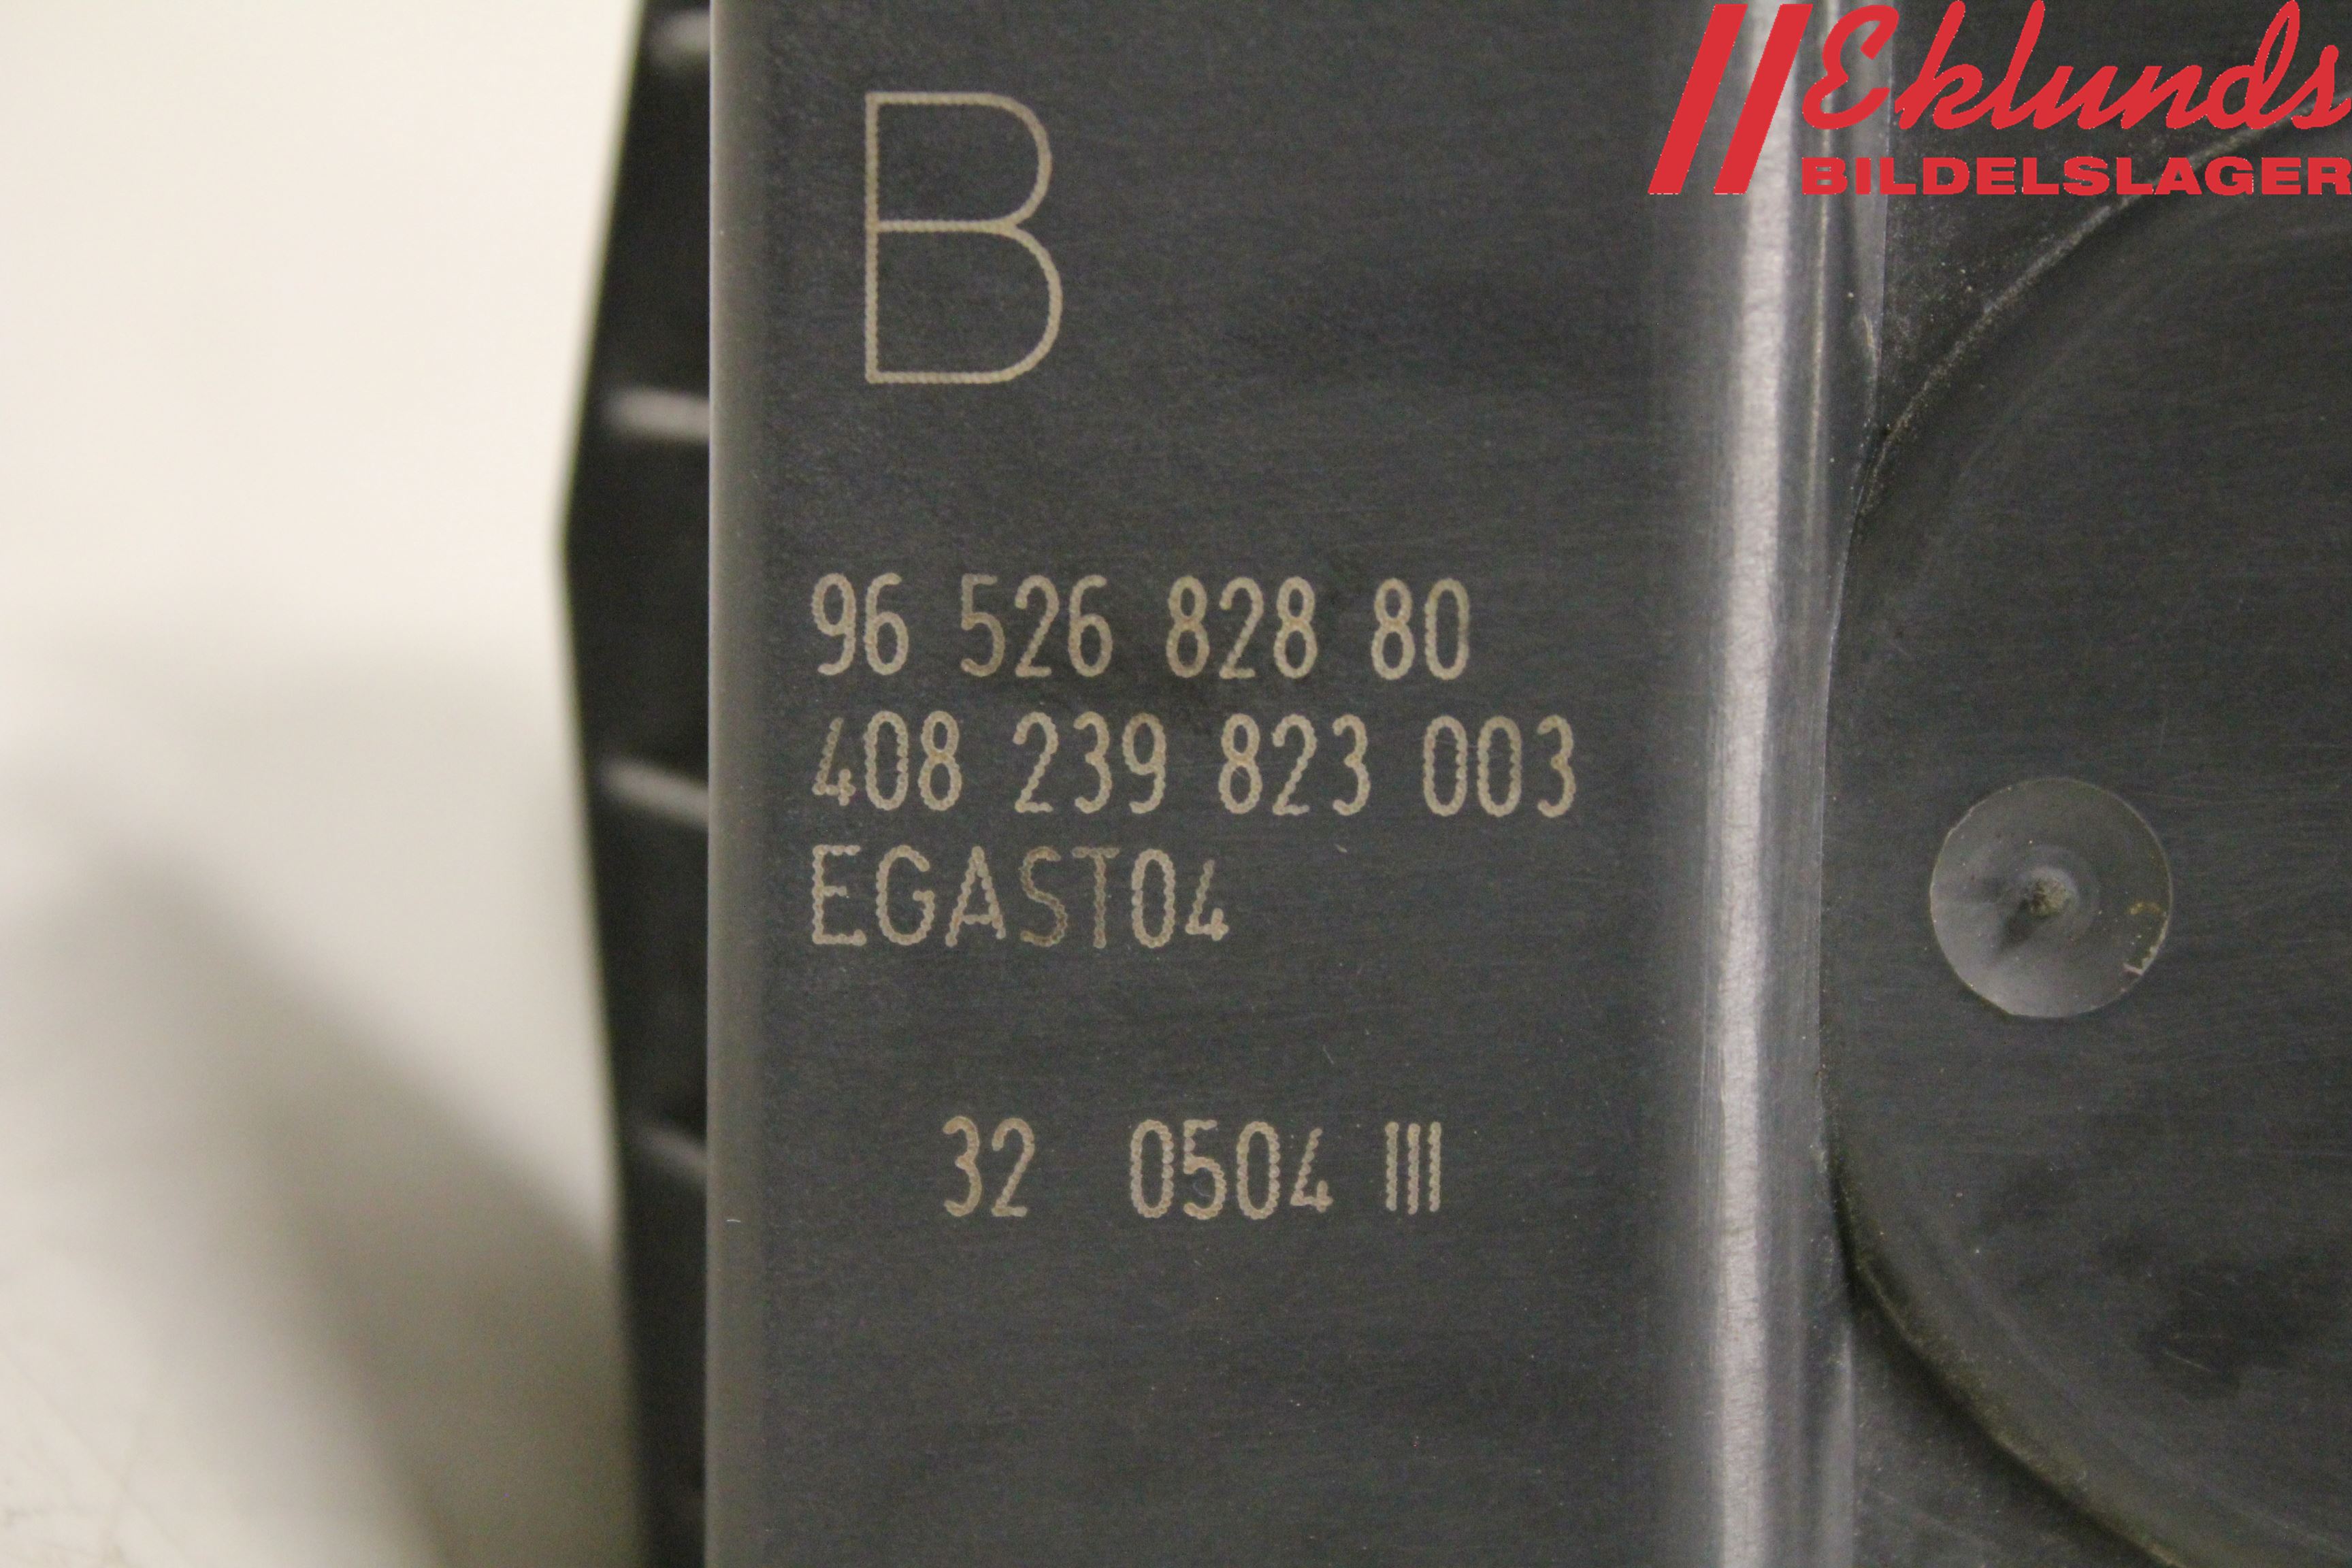 Eklunds
BILDELSLAGER
B
96 526 828 80
408 239 823 003
EGAST04
32 0504 III